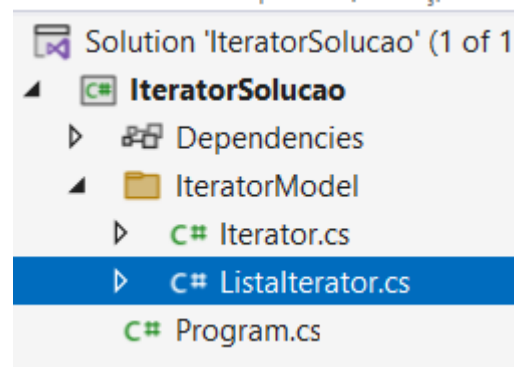 Solution 'IteratorSolucao' (1 of 1
C# IteratorSolucao
Dependencies
IteratorModel
C# Iterator.cs
C# ListaIterator.cs
C# Program.cs